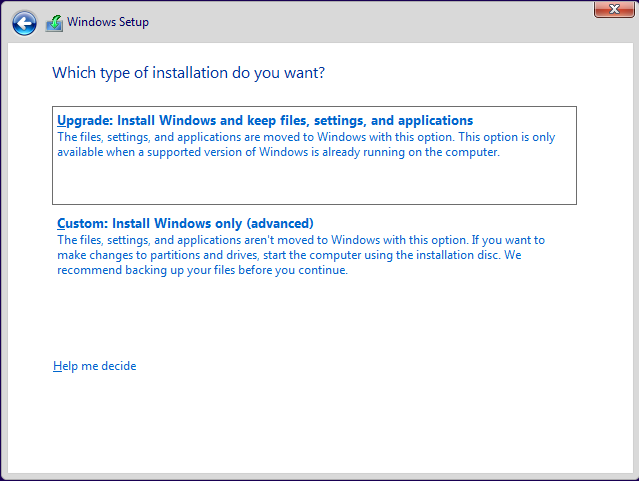 Windows Setup
Which type of installation do you want?
Upgrade: Install Windows and keep files, settings, and applications
The files, settings, and applications are moved to Windows with this option. This option is only
available when a supported version of Windows is already running on the computer.
Custom: Install Windows only (advanced)
The files, settings, and applications aren't moved to Windows with this option. If you want to
make changes to partitions and drives, start the computer using the installation disc. We
recommend backing up your files before you continue.
Help me decide